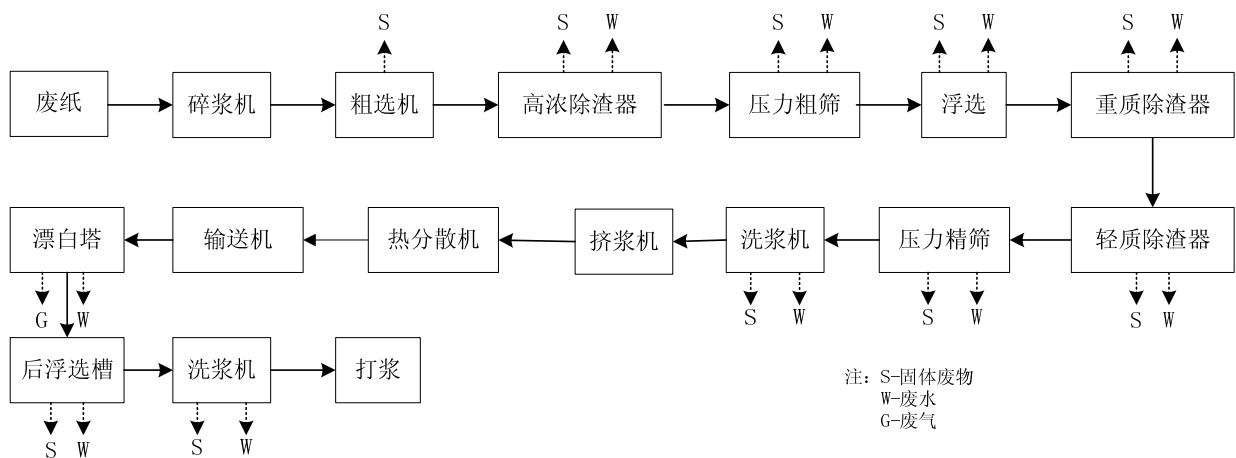 S S W S W S W S W
废纸 碎浆机 粗选机 高浓除渣器 压力粗筛 浮选 重质除渣器
漂白塔 输送机 热分散机 挤浆机 洗浆机 压力精筛 轻质除渣器
G W S W S W S W
后浮选槽 洗浆机 打浆
S W S W
注：S-固体废物
W-废水
G-废气